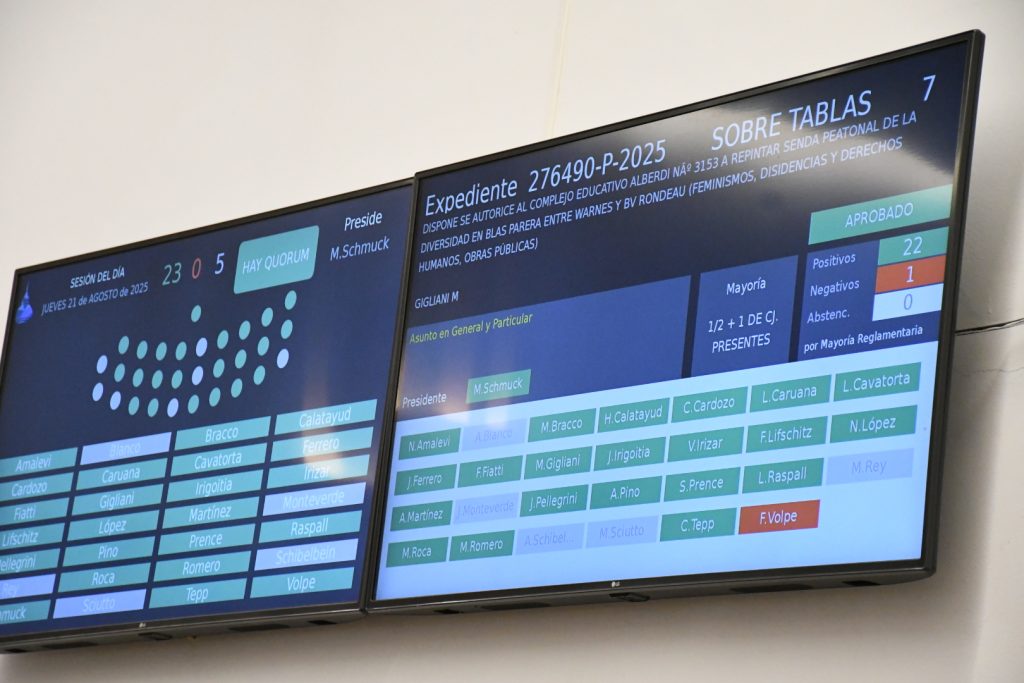 SESIÓN DEL DÍA
JUEVES 21 de AGOSTO de 2025
23 0 5
HAY QUORUM
Preside
M.Schmuck
Amalevi Blanco Bracco Calatayud
Cardozo Caruana Cavatorta Ferrero
Fiatti Gigliani Irigoitia Irizar
Lifschitz López Martínez Monteverde
Pellegrini Pino Prence Raspall
Rey Roca Romero Schibelbein
Schmuck Sciutto Tepp Volpe
LG
Expediente 276490-P-2025 SOBRE TABLAS 7
DISPONE SE AUTORICE AL COMPLEJO EDUCATIVO ALBERDI NÂº 3153 A REPINTAR SENDA PEATONAL DE LA
DIVERSIDAD EN BLAS PARERA ENTRE WARNES Y BV RONDEAU (FEMINISMOS, DISIDENCIAS Y DERECHOS
HUMANOS, OBRAS PÚBLICAS)
GIGLIANI M
APROBADO
Asunto en General y Particular
Mayoría
1/2 + 1 DE CJ.
PRESENTES
Positivos 22
Negativos 1
Abstenc. 0
por Mayoría Reglamentaria
Presidente M.Schmuck
N.Amalevi A.Blanco M.Bracco H.Calatayud C.Cardozo L.Caruana L.Cavatorta
J.Ferrero F.Fiatti M.Gigliani J.Irigoitia V.Irizar F.Lifschitz N.López
A.Martínez J.Monteverde J.Pellegrini A.Pino S.Prence L.Raspall M.Rey
M.Roca M.Romero A.Schibel... M.Sciutto C.Tepp F.Volpe
LG